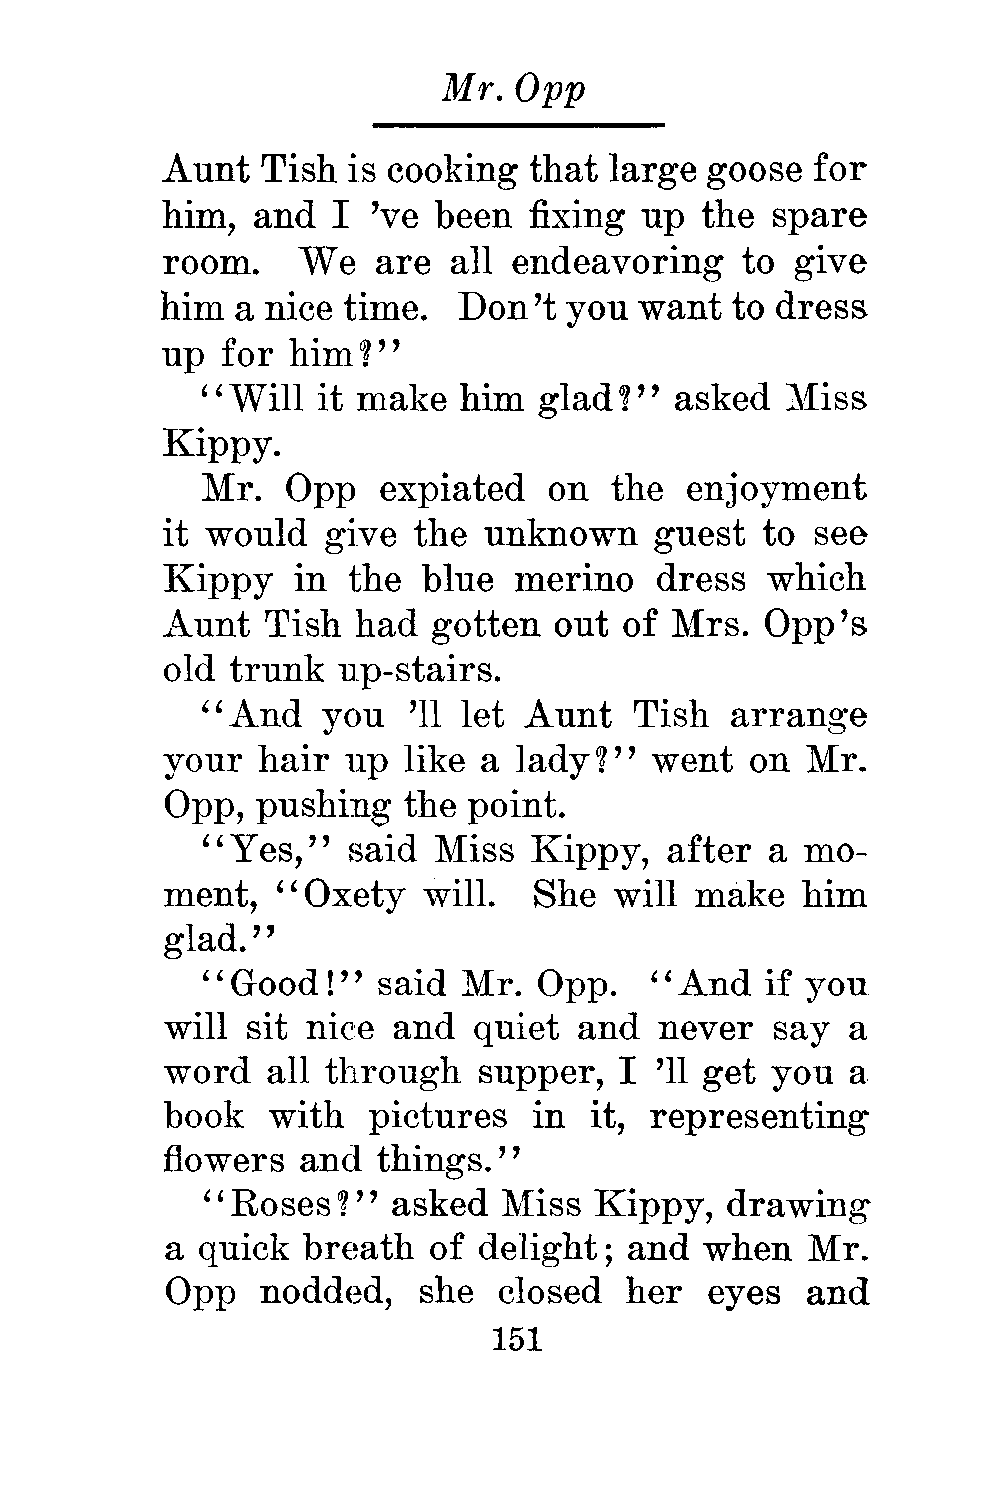 Mr. Opp
Aunt Tish is cooking that large goose for
him, and I 've been fixing up the spare
room. We are all endeavoring to give
him a nice time. Don't you want to dress
up for him?"
"Will it make him glad?" asked Miss
Kippy.
Mr. Opp expiated on the enjoyment
it would give the unknown guest to see
Kippy in the blue merino dress which
Aunt Tish had gotten out of Mrs. Opp's
old trunk up-stairs.
"And you 'll let Aunt Tish arrange
your hair up like a lady?" went on Mr.
Opp, pushing the point.
"Yes," said Miss Kippy, after a mo-
ment, "Oxety will. She will make him
glad."
"Good!" said Mr. Opp. "And if you
will sit nice and quiet and never say a
word all through supper, I 'll get you a
book with pictures in it, representing
flowers and things."
"Roses?" asked Miss Kippy, drawing
a quick breath of delight; and when Mr.
Opp nodded, she closed her eyes and
151